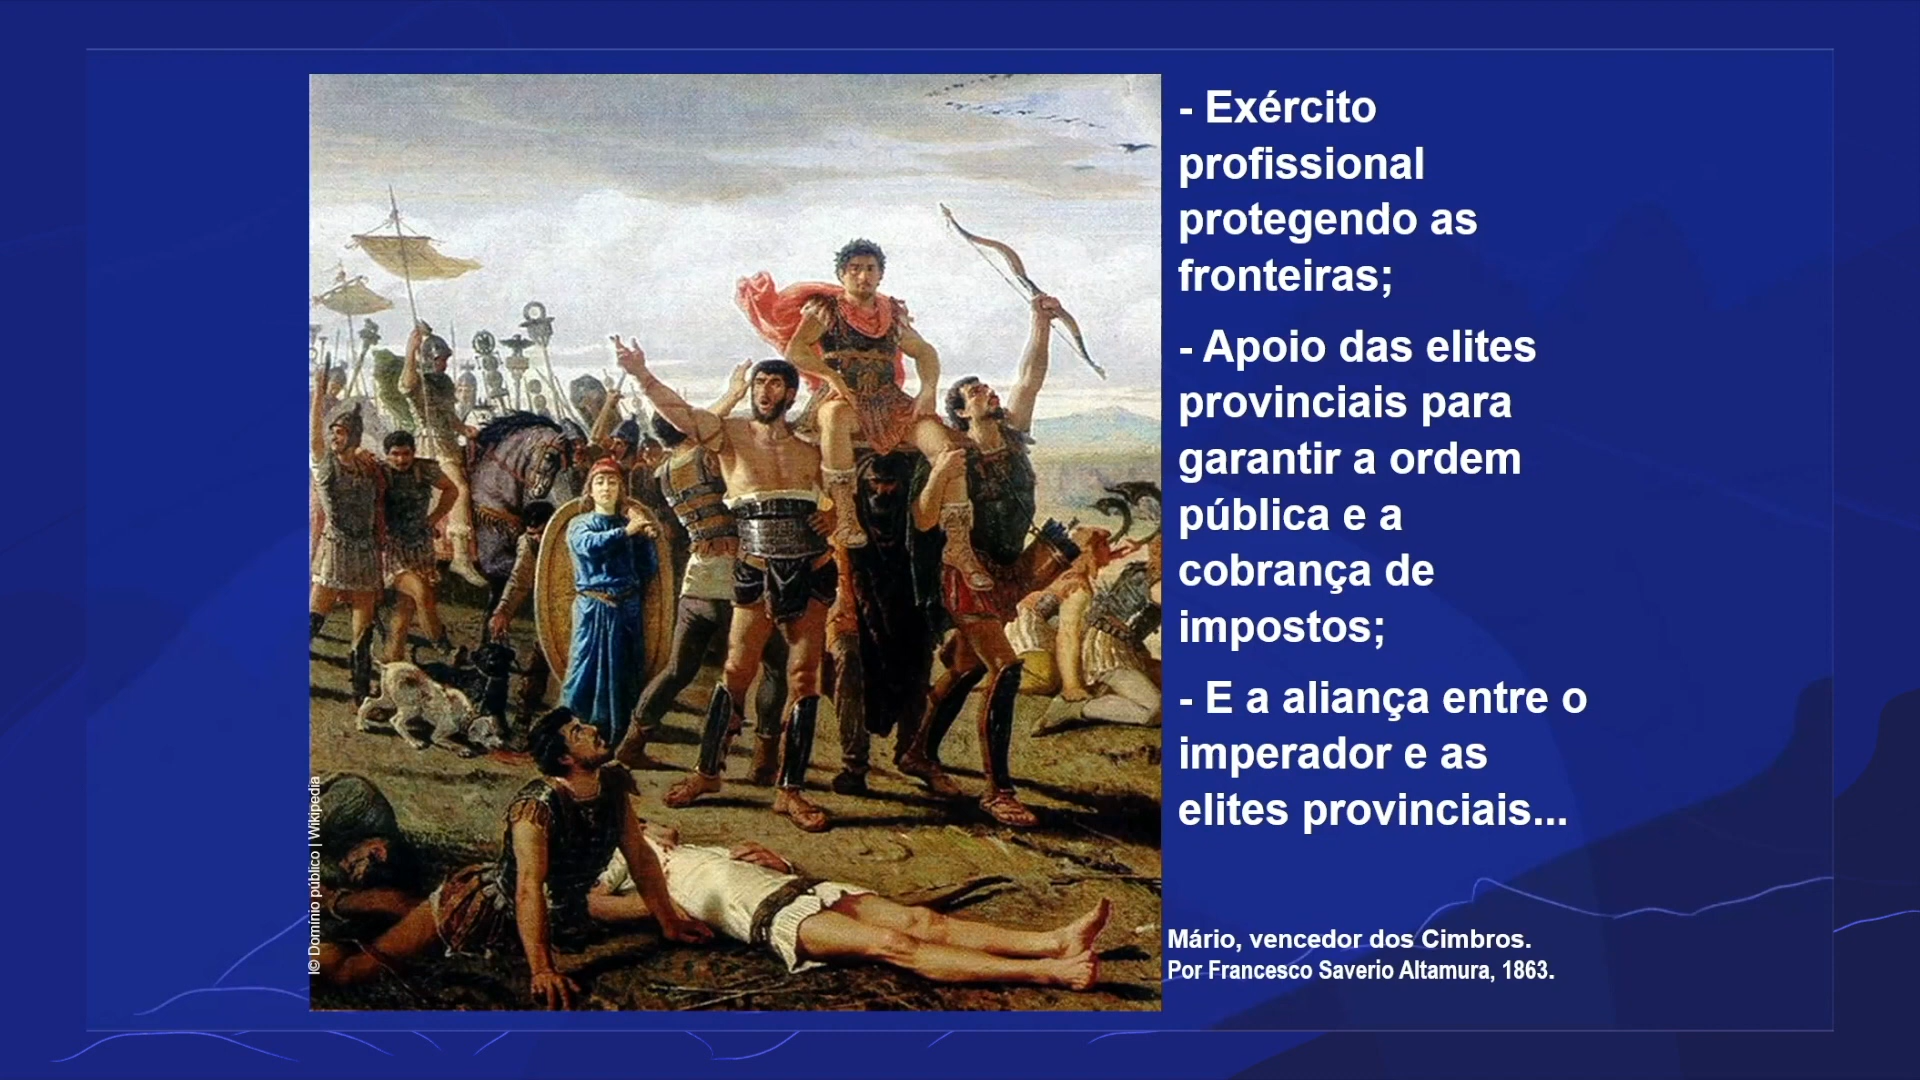 - Exército
profissional
protegendo as
fronteiras;
- Apoio das elites
provinciais para
garantir a ordem
pública e a
cobrança de
impostos;
- E a aliança entre o
imperador e as
elites provinciais...
Mário, vencedor dos Cimbros.
Por Francesco Saverio Altamura, 1863.
I© Domínio público | Wikipedia